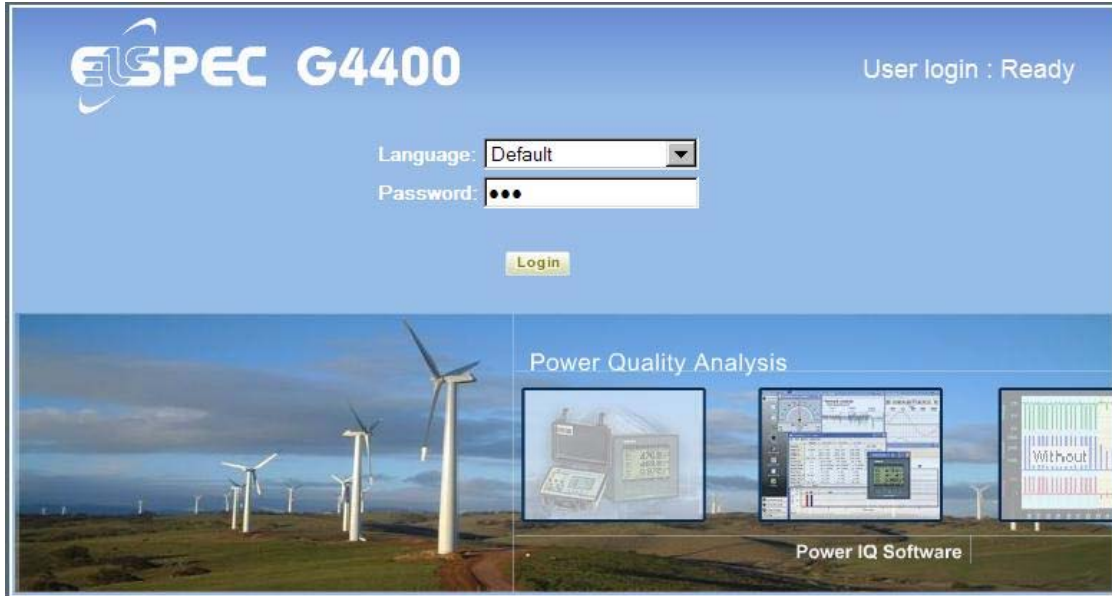 ELSPEC G4400
User login : Ready
Language: Default
Password: •••
Login
Power Quality Analysis
Without
Power IQ Software